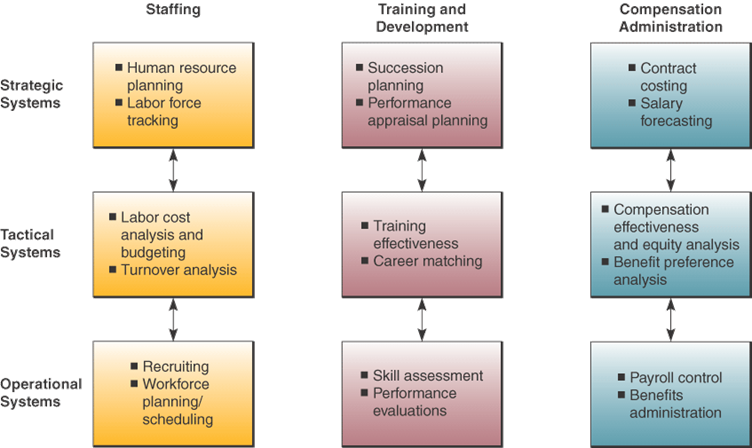 Staffing
Training and
Development
Compensation
Administration
Strategic
Systems
■ Human resource
planning
■ Labor force
tracking
■ Succession
planning
■ Performance
appraisal planning
■ Contract
costing
■ Salary
forecasting
Tactical
Systems
■ Labor cost
analysis and
budgeting
■ Turnover analysis
■ Training
effectiveness
■ Career matching
■ Compensation
effectiveness
and equity analysis
■ Benefit preference
analysis
Operational
Systems
■ Recruiting
■ Workforce
planning/
scheduling
■ Skill assessment
■ Performance
evaluations
■ Payroll control
■ Benefits
administration